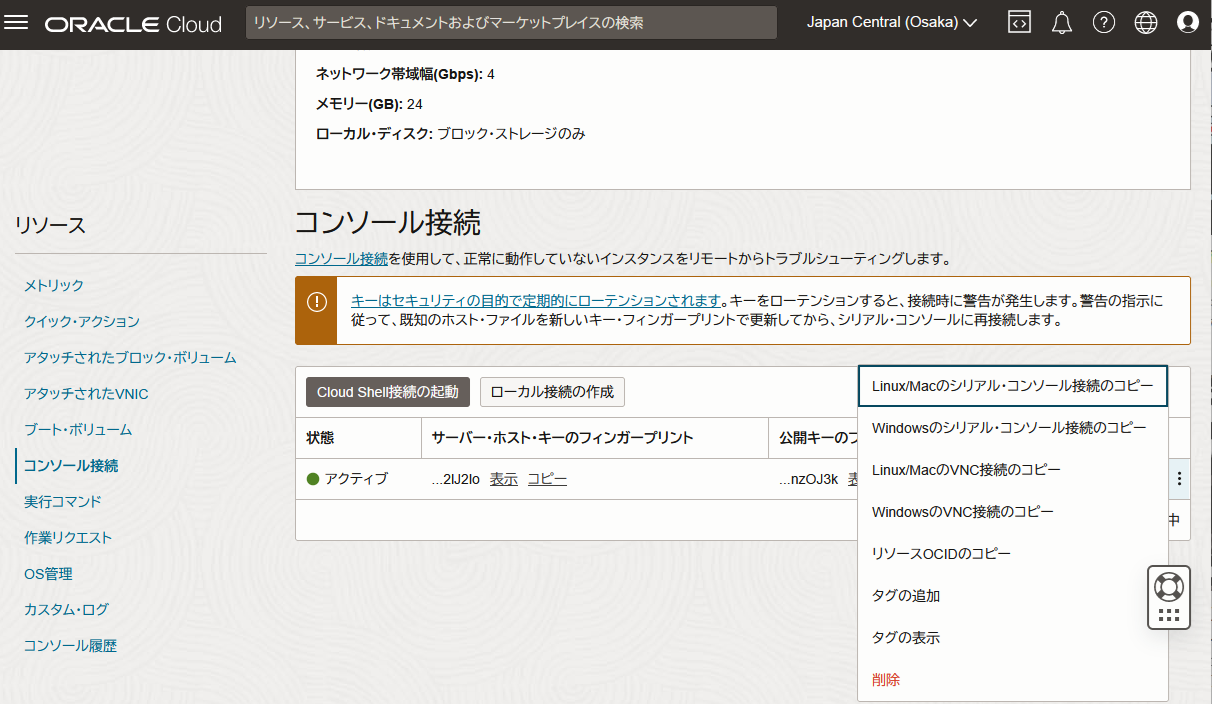 ORACLE Cloud
リソース、サービス、ドキュメントおよびマーケットプレイスの検索
Japan Central (Osaka)
ネットワーク帯域幅(Gbps): 4
メモリー(GB): 24
ローカル・ディスク: ブロック・ストレージのみ
リソース
メトリック
クイック・アクション
アタッチされたブロック・ボリューム
アタッチされたVNIC
ブート・ボリューム
コンソール接続
実行コマンド
作業リクエスト
OS管理
カスタム・ログ
コンソール履歴
コンソール接続
コンソール接続を使用して、正常に動作していないインスタンスをリモートからトラブルシューティングします。
キーはセキュリティの目的で定期的にローテンションされます。キーをローテンションすると、接続時に警告が発生します。警告の指示に
従って、既知のホスト・ファイルを新しいキー・フィンガープリントで更新してから、シリアル・コンソールに再接続します。
Cloud Shell接続の起動
ローカル接続の作成
状態
サーバー・ホスト・キーのフィンガープリント
公開キーのフ
アクティブ
...2lJ2lo 表示 コピー
...nzOJ3k
中
Linux/Macのシリアル・コンソール接続のコピー
Windowsのシリアル・コンソール接続のコピー
Linux/MacのVNC接続のコピー
WindowsのVNC接続のコピー
リソースOCIDのコピー
タグの追加
タグの表示
削除